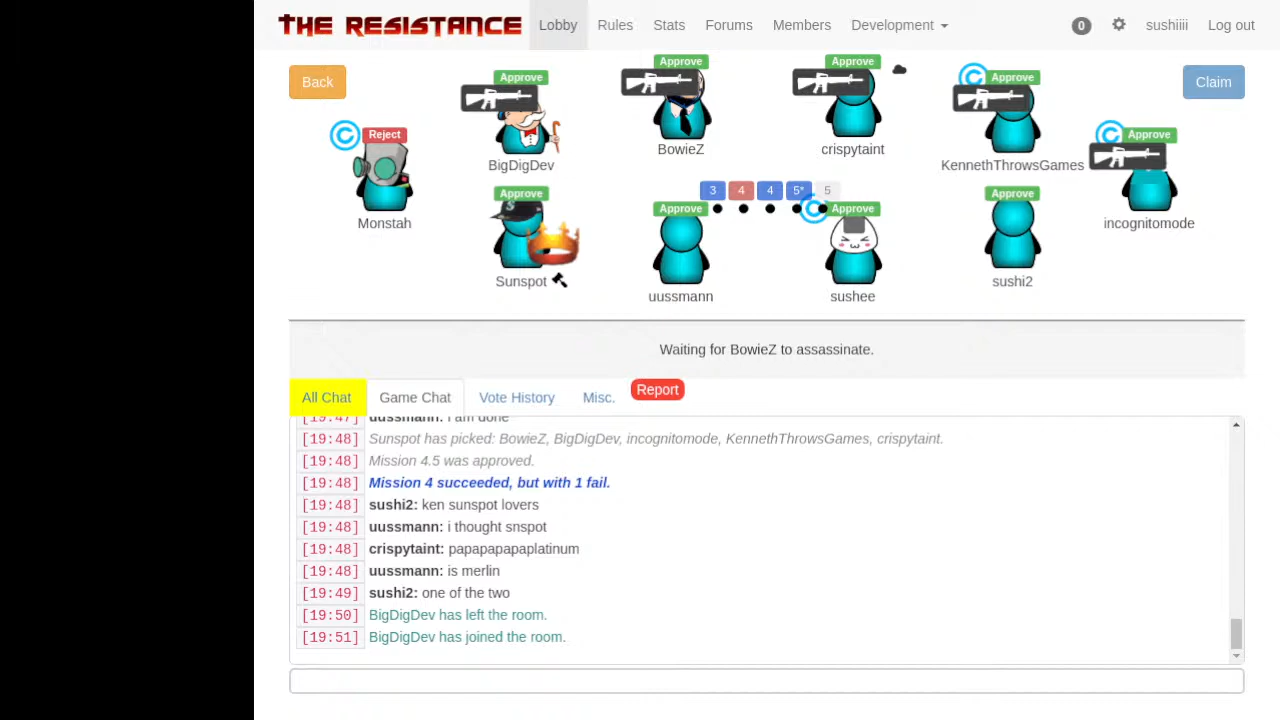 THE RESISTANCE Lobby Rules Stats Forums Members Development 0 sushiiii Log out
Back
Claim
Approve
Approve
Approve
Approve
Reject
Approve
BigDigDev
BowieZ
crispytaint
KennethThrowsGames
Monstah
incognitomode
3 4 4 5* 5
Approve
Approve
Approve
Approve
Sunspot
uussmann
sushee
sushi2
Waiting for BowieZ to assassinate.
All Chat Game Chat Vote History Misc. Report
[19:47] uussmann: i am done
[19:48] Sunspot has picked: BowieZ, BigDigDev, incognitomode, KennethThrowsGames, crispytaint.
[19:48] Mission 4.5 was approved.
[19:48] Mission 4 succeeded, but with 1 fail.
[19:48] sushi2: ken sunspot lovers
[19:48] uussmann: i thought snspot
[19:48] crispytaint: papapapapaplatinum
[19:48] uussmann: is merlin
[19:49] sushi2: one of the two
[19:50] BigDigDev has left the room.
[19:51] BigDigDev has joined the room.